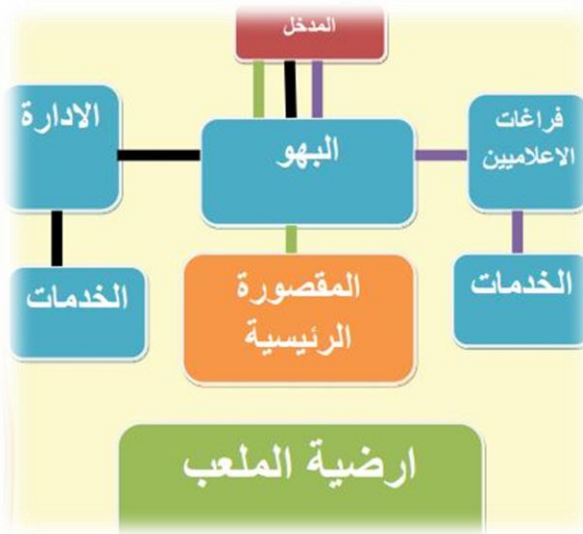 المدخل
فراغات
الاعلاميين
البهو
الادارة
الخدمات
المقصورة
الرئيسية
الخدمات
ارضية الملعب